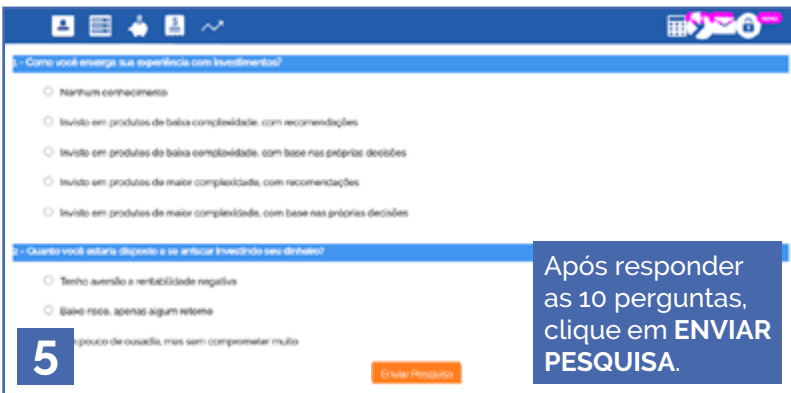 1 - Como você enxerga sua experiência com investimentos?
Nenhum conhecimento
Invisto em produtos de baixa complexidade, com recomendações
Invisto em produtos de baixa complexidade, com base nas próprias decisões
Invisto em produtos de maior complexidade, com recomendações
Invisto em produtos de maior complexidade, com base nas próprias decisões
2 - Quanto você estaria disposto a se arriscar investindo seu dinheiro?
Tenho aversão a rentabilidade negativa
Baixo risco, apenas algum retorno
pouco de ousadia, mas sem comprometer muito
Enviar Pesquisa
5
Após responder
as 10 perguntas,
clique em ENVIAR
PESQUISA.